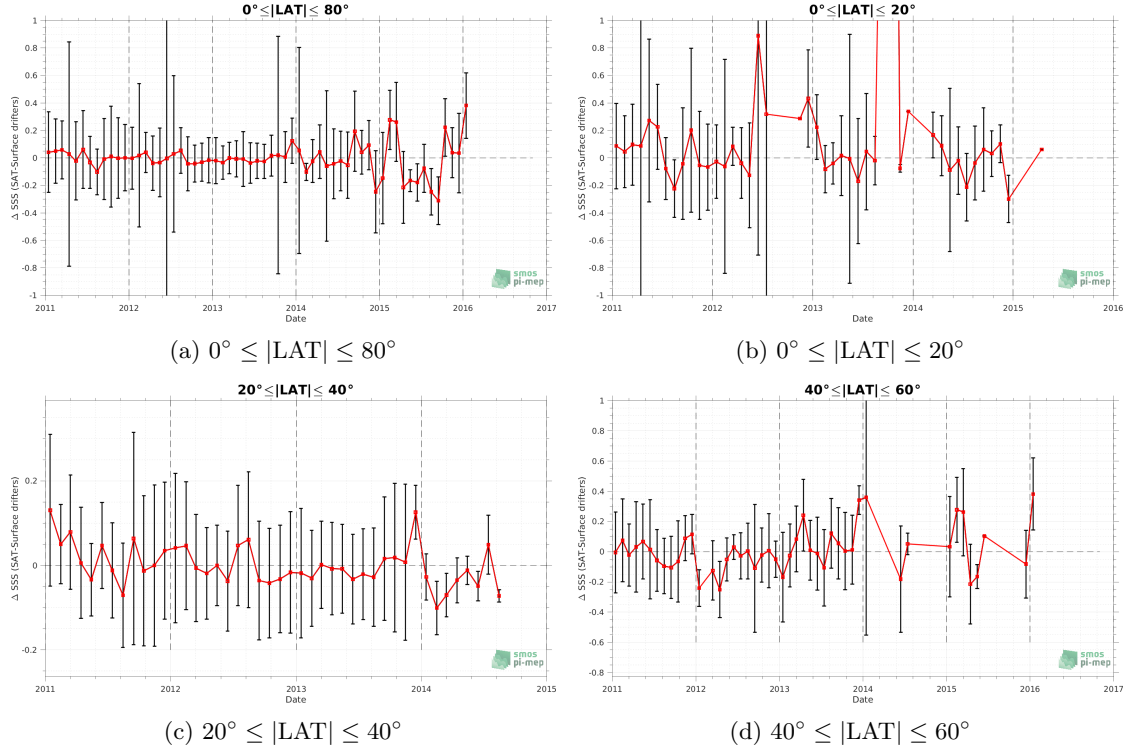 0°≤|LAT|≤ 80°
1
0.8
0.6
0.4
0.2
0
-0.2
-0.4
-0.6
-0.8
-1
Δ SSS (SAT-Surface drifters)
2011 2012 2013 2014 2015 2016 2017
Date
smos
pi-mep
(a) 0° ≤ |LAT| ≤ 80°
0°≤|LAT|≤ 20°
1
0.8
0.6
0.4
0.2
0
-0.2
-0.4
-0.6
-0.8
-1
Δ SSS (SAT-Surface drifters)
2011 2012 2013 2014 2015 2016
Date
smos
pi-mep
(b) 0° ≤ |LAT| ≤ 20°
20°≤|LAT|≤ 40°
0.2
0
-0.2
Δ SSS (SAT-Surface drifters)
2011 2012 2013 2014 2015
Date
smos
pi-mep
(c) 20° ≤ |LAT| ≤ 40°
40°≤|LAT|≤ 60°
1
0.8
0.6
0.4
0.2
0
-0.2
-0.4
-0.6
-0.8
Δ SSS (SAT-Surface drifters)
2011 2012 2013 2014 2015 2016 2017
Date
smos
pi-mep
(d) 40° ≤ |LAT| ≤ 60°